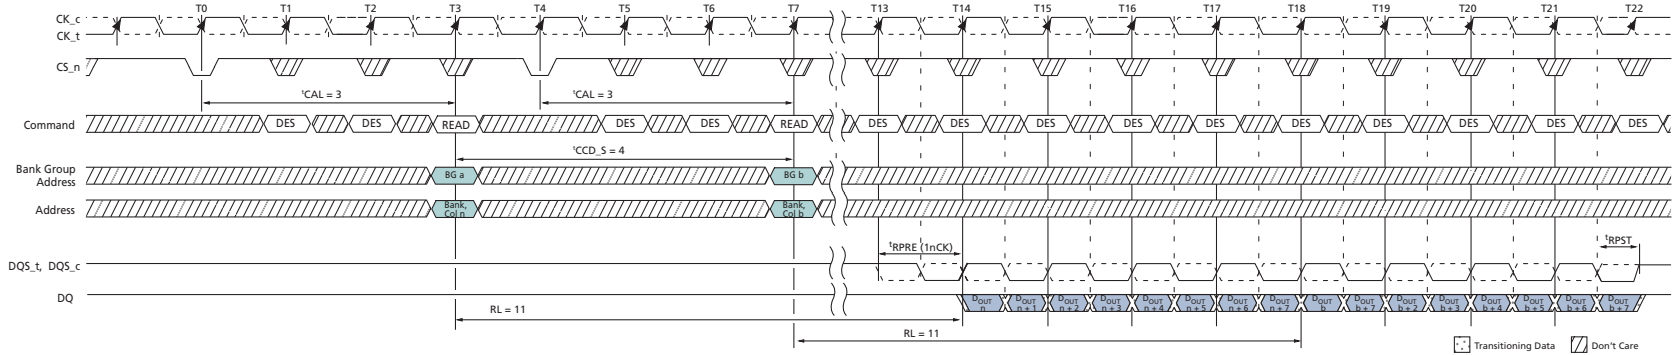 T0 T1 T2 T3 T4 T5 T6 T7 T13 T14 T15 T16 T17 T18 T19 T20 T21 T22
CK_c
CK_t
CS_n
tCAL = 3 tCAL = 3
Command DES DES READ DES DES READ DES DES DES DES DES DES DES DES DES DES
tCCD_S = 4
Bank Group
Address BG a BG b
Address Bank,
Col n Bank,
Col b
tRPRE (1nCK) tRPST
DQS_t, DQS_c
DQ DOUT
n DOUT
n + 1 DOUT
n + 2 DOUT
n + 3 DOUT
n + 4 DOUT
n + 5 DOUT
n + 6 DOUT
n + 7 DOUT
b DOUT
b + 7 DOUT
b + 2 DOUT
b + 3 DOUT
b + 4 DOUT
b + 5 DOUT
b + 6 DOUT
b + 7
RL = 11
RL = 11
Transitioning Data Don't Care